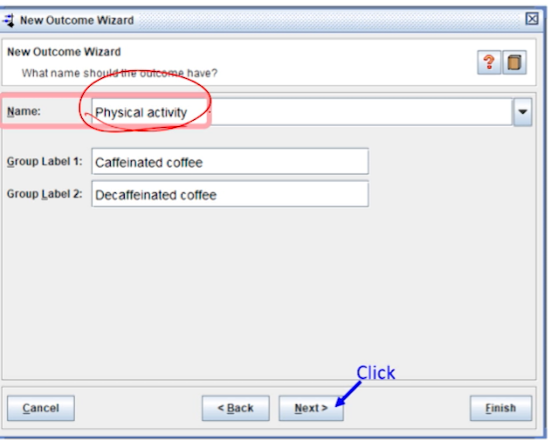 New Outcome Wizard
New Outcome Wizard
What name should the outcome have?
Name: Physical activity
Group Label 1: Caffeinated coffee
Group Label 2: Decaffeinated coffee
Click
Cancel < Back Next > Finish